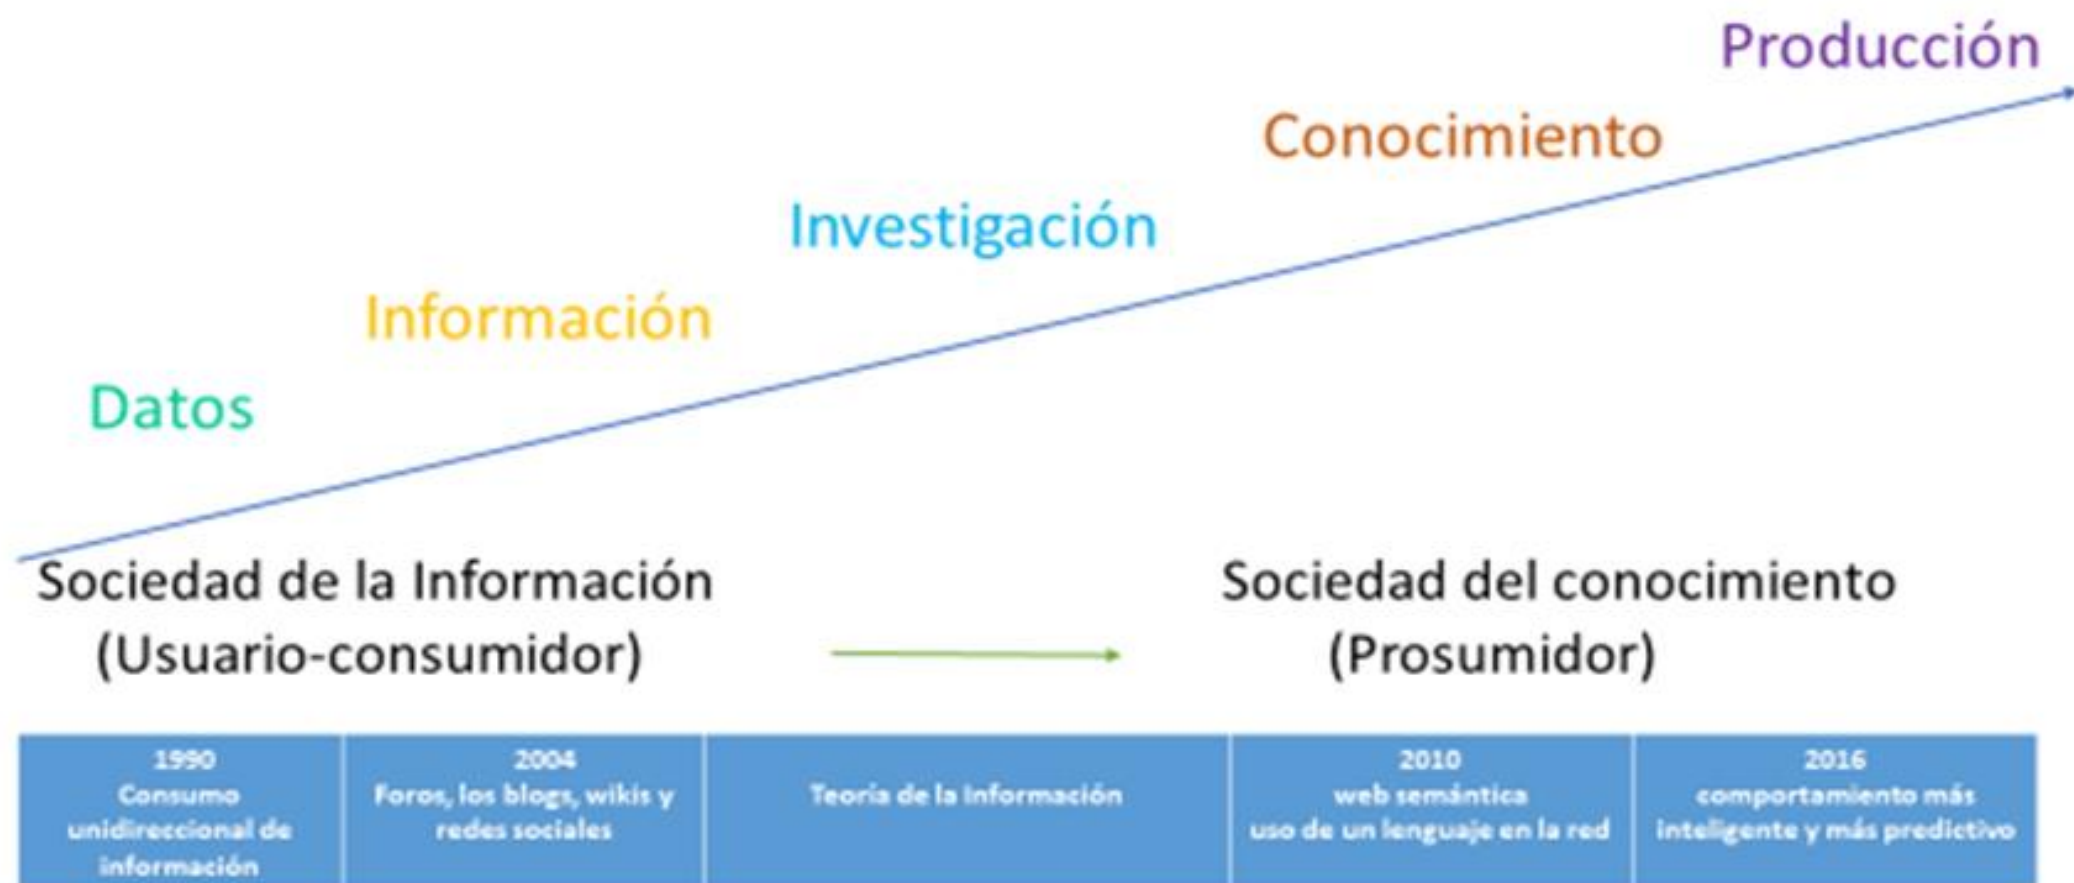 Producción
Conocimiento
Investigación
Información
Datos
Sociedad de la Información
(Usuario-consumidor)
Sociedad del conocimiento
(Prosumidor)
1990
Consumo
unidireccional de
información
2004
Foros, los blogs, wikis y
redes sociales
Teoría de la Información
2010
web semántica
uso de un lenguaje en la red
2016
comportamiento más
inteligente y más predictivo